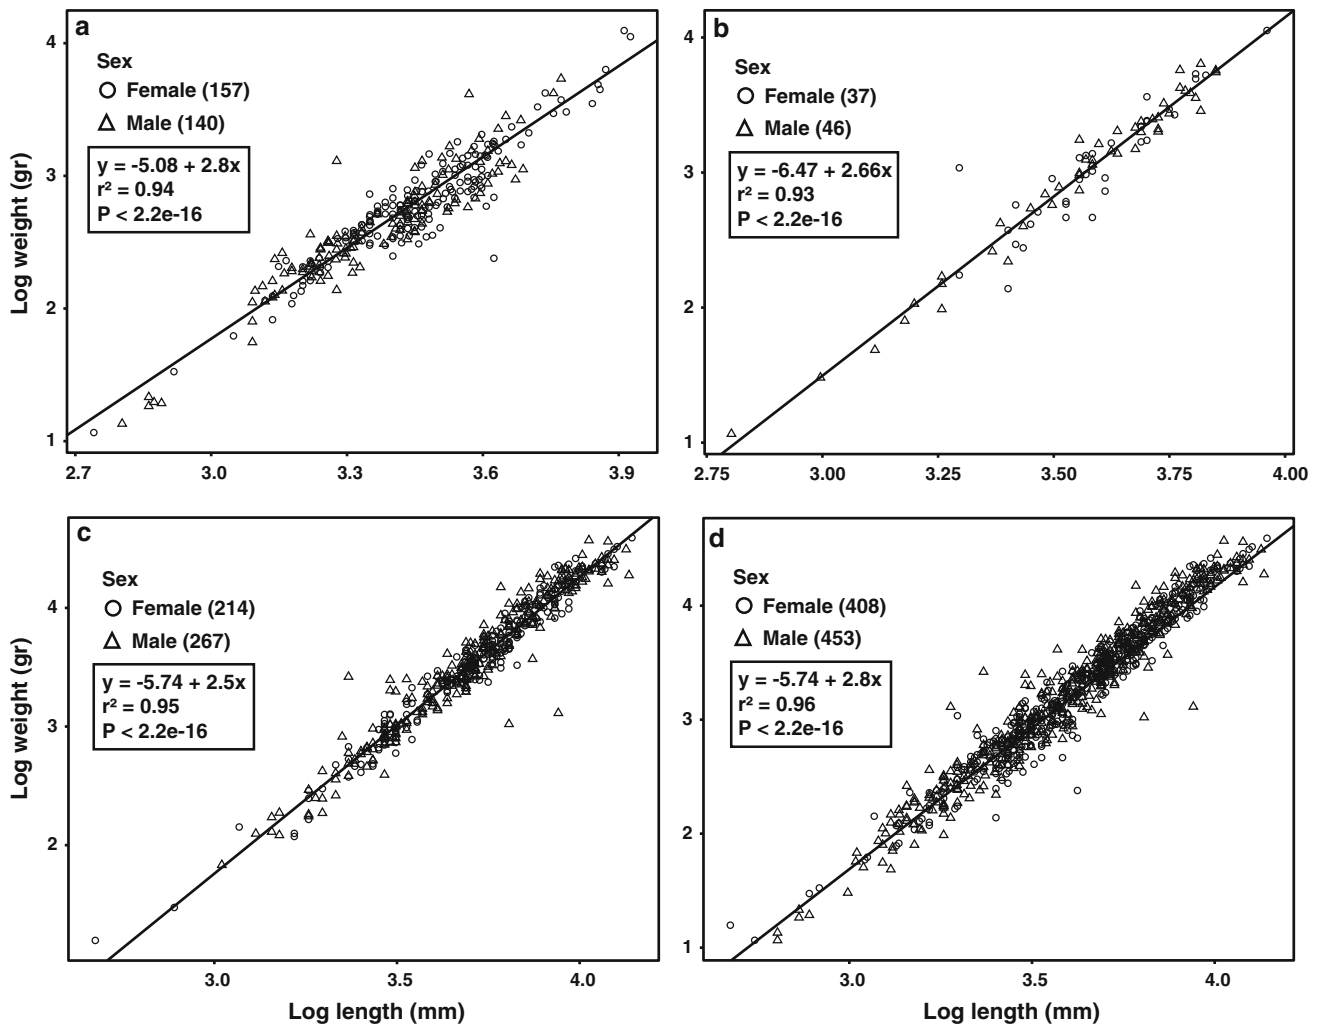 a
Sex
Female (157)
Male (140)
y = -5.08 + 2.8x
r² = 0.94
P < 2.2e-16
Log weight (gr)
4
3
2
1
2.7 3.0 3.3 3.6 3.9
b
Sex
Female (37)
Male (46)
y = -6.47 + 2.66x
r² = 0.93
P < 2.2e-16
4
3
2
1
2.75 3.00 3.25 3.50 3.75 4.00
c
Sex
Female (214)
Male (267)
y = -5.74 + 2.5x
r² = 0.95
P < 2.2e-16
Log weight (gr)
4
3
2
3.0 3.5 4.0
Log length (mm)
d
Sex
Female (408)
Male (453)
y = -5.74 + 2.8x
r² = 0.96
P < 2.2e-16
4
3
2
1
3.0 3.5 4.0
Log length (mm)